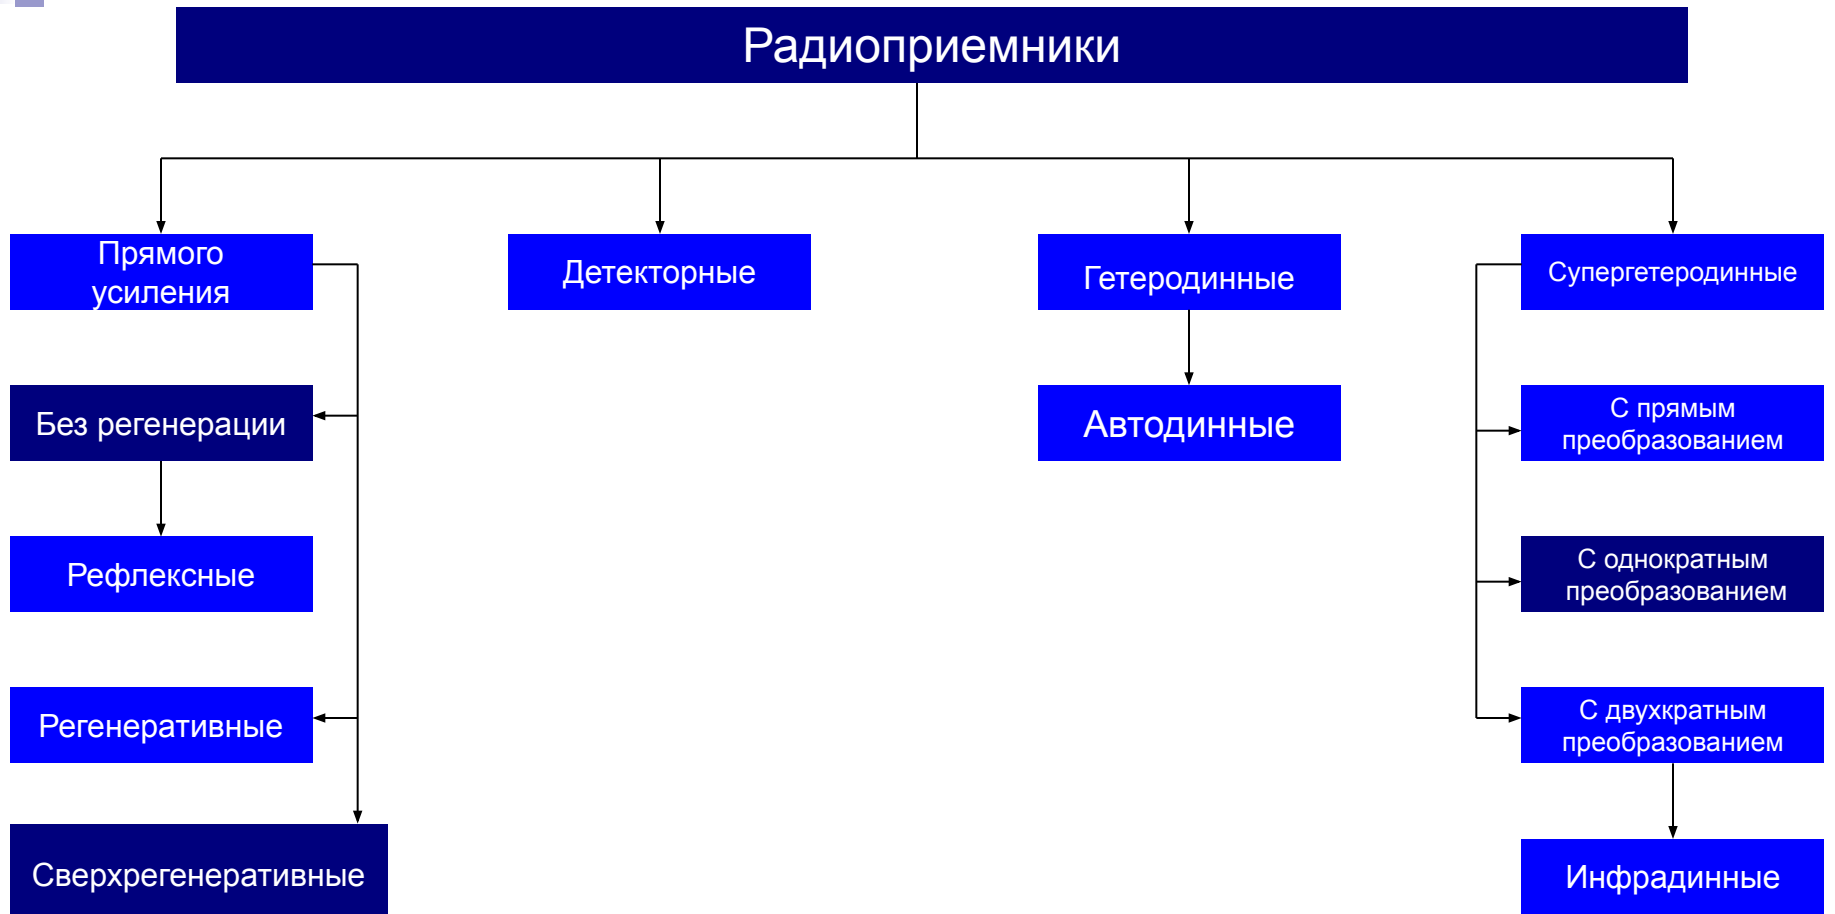 Радиоприемники
Прямого
усиления
Детекторные
Гетеродинные
Супергетеродинные
Без регенерации
Автодинные
С прямым
преобразованием
Рефлексные
С однократным
преобразованием
Регенеративные
С двухкратным
преобразованием
Сверхрегенеративные
Инфрадинные